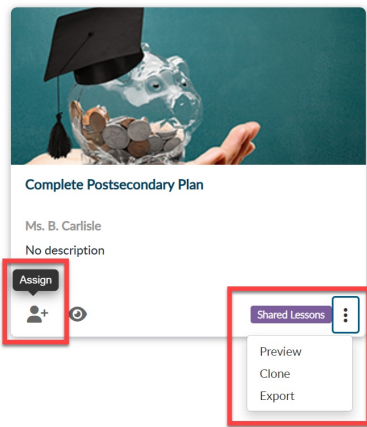 Complete Postsecondary Plan
Ms. B. Carlisle
No description
Assign
Shared Lessons
Preview
Clone
Export